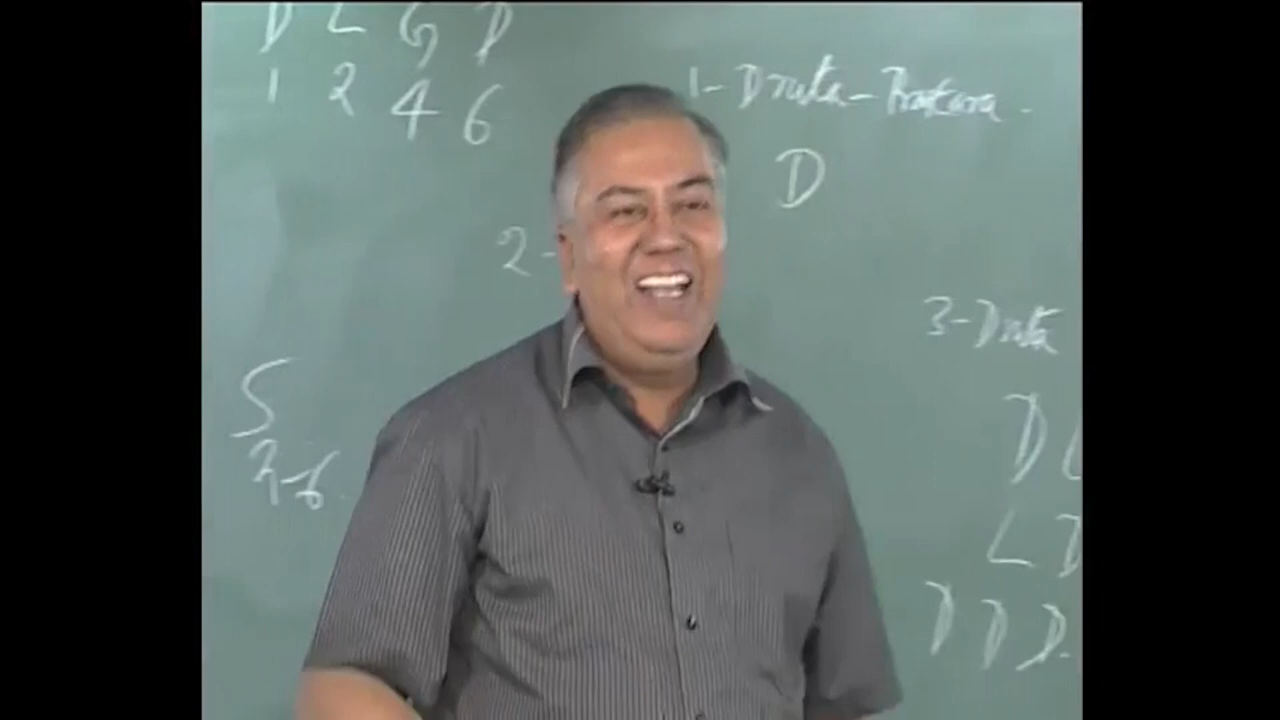 D L G P
1 2 4 6
1- Druta - Prastara.
D
2-
3- Druta
S
D L
L D
D D D.